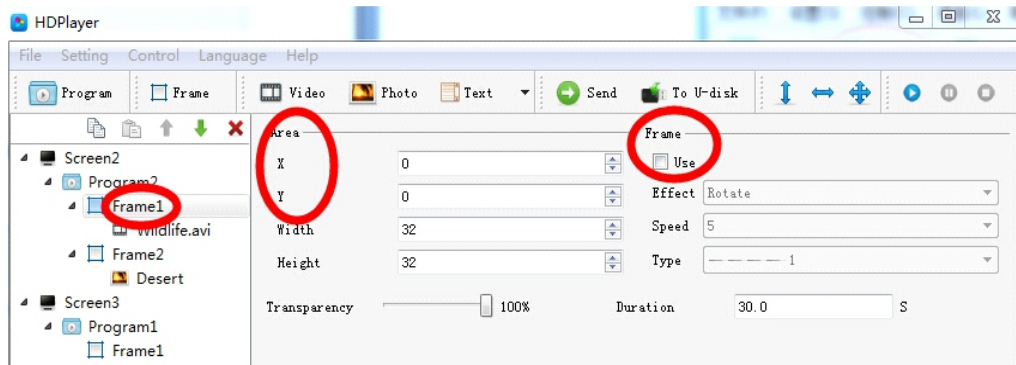 HDPlayer
File Setting Control Language Help
Program Frame Video Photo Text Send To U-disk
Area Frame
Screen2
X 0 Use
Program2
Y 0 Effect Rotate
Frame1
Wildlife.avi Width 32 Speed 5
Frame2 Height 32 Type 1
Desert
Screen3 Transparency 100% Duration 30.0 S
Program1
Frame1